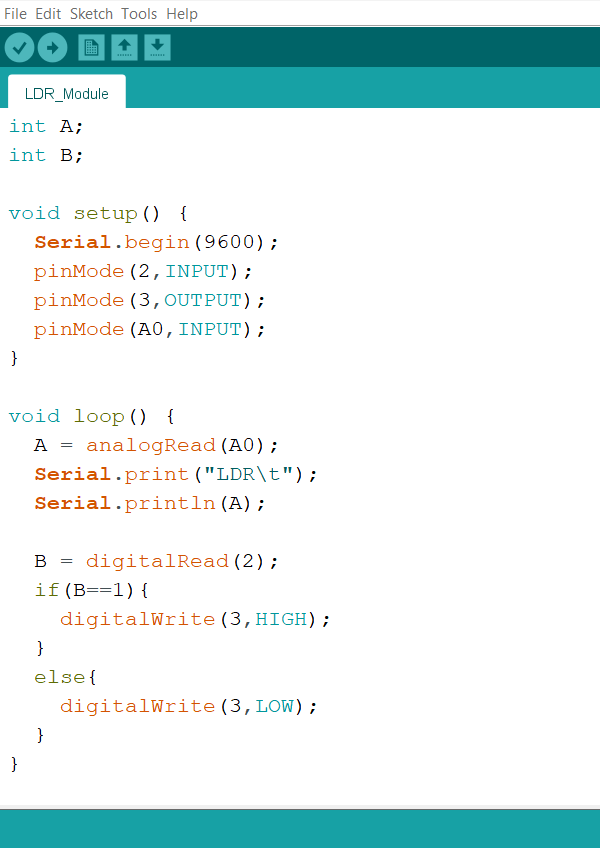 File Edit Sketch Tools Help
LDR_Module
int A;
int B;
void setup() {
  Serial.begin(9600);
  pinMode(2,INPUT);
  pinMode(3,OUTPUT);
  pinMode(A0,INPUT);
}
void loop() {
  A = analogRead(A0);
  Serial.print("LDR\t");
  Serial.println(A);
  B = digitalRead(2);
  if(B==1){
    digitalWrite(3,HIGH);
  }
  else{
    digitalWrite(3,LOW);
  }
}